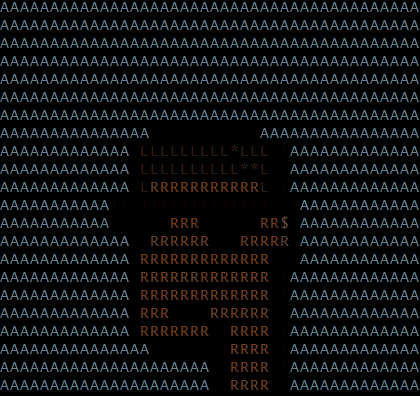 AAAAAAAAAAAAAAAAAAAAAAAAAAAAAAAAAAAAAAAAAA
AAAAAAAAAAAAAAAAAAAAAAAAAAAAAAAAAAAAAAAAAA
AAAAAAAAAAAAAAAAAAAAAAAAAAAAAAAAAAAAAAAAAA
AAAAAAAAAAAAAAAAAAAAAAAAAAAAAAAAAAAAAAAAAA
AAAAAAAAAAAAAAAAAAAAAAAAAAAAAAAAAAAAAAAAAA
AAAAAAAAAAAAAAAAAAAAAAAAAAAAAAAAAAAAAAAAAA
AAAAAAAAAAAAAAAAAAAAAAAAAAAAAAAAAAAAAAAAAA
AAAAAAAAAAAAAAA           AAAAAAAAAAAAAAAA
AAAAAAAAAAAAA LLLLLLLLL*LLL  AAAAAAAAAAAAA
AAAAAAAAAAAAA LLLLLLLLLL**L  AAAAAAAAAAAAA
AAAAAAAAAAAAA LRRRRRRRRRRRL  AAAAAAAAAAAAA
AAAAAAAAAAA                   AAAAAAAAAAAA
AAAAAAAAAAA      RRR      RR$ AAAAAAAAAAAA
AAAAAAAAAAAAA  RRRRRR   RRRRR AAAAAAAAAAAA
AAAAAAAAAAAAA RRRRRRRRRRRRR  AAAAAAAAAAAAA
AAAAAAAAAAAAA RRRRRRRRRRRRR  AAAAAAAAAAAAA
AAAAAAAAAAAAA RRRRRRRRRRRRR  AAAAAAAAAAAAA
AAAAAAAAAAAAA RRR    RRRRRR  AAAAAAAAAAAAA
AAAAAAAAAAAAA RRRRRRR  RRRR  AAAAAAAAAAAAA
AAAAAAAAAAAAAAA        RRRR  AAAAAAAAAAAAA
AAAAAAAAAAAAAAAAAAAAA  RRRR  AAAAAAAAAAAAA
AAAAAAAAAAAAAAAAAAAAA  RRRR  AAAAAAAAAAAAA